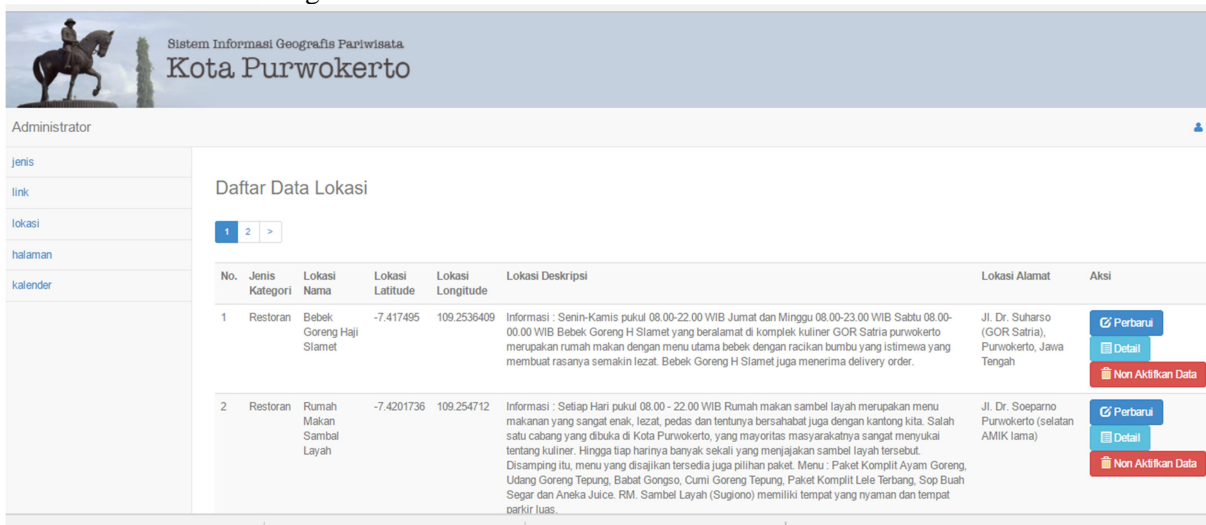 Sistem Informasi Geografis Pariwisata
Kota Purwokerto
Administrator
jenis
link
lokasi
halaman
kalender
Daftar Data Lokasi
1 2 >
No. Jenis Kategori Lokasi Nama Lokasi Latitude Lokasi Longitude Lokasi Deskripsi Lokasi Alamat Aksi
1 Restoran Bebek Goreng Haji Slamet -7.417495 109.2536409
Informasi : Senin-Kamis pukul 08.00-22.00 WIB Jumat dan Minggu 08.00-23.00 WIB Sabtu 08.00-
00.00 WIB Bebek Goreng H Slamet yang beralamat di komplek kuliner GOR Satria purwokerto
merupakan rumah makan dengan menu utama bebek dengan racikan bumbu yang istimewa yang
membuat rasanya semakin lezat. Bebek Goreng H Slamet juga menerima delivery order.
Jl. Dr. Suharso
(GOR Satria),
Purwokerto, Jawa
Tengah
Perbarui
Detail
Non Aktifkan Data
2 Restoran Rumah Makan Sambal Layah -7.4201736 109.254712
Informasi : Setiap Hari pukul 08.00 - 22.00 WIB Rumah makan sambel layah merupakan menu
makanan yang sangat enak, lezat, pedas dan tentunya bersahabat juga dengan kantong kita. Salah
satu cabang yang dibuka di Kota Purwokerto, yang mayoritas masyarakatnya sangat menyukai
tentang kuliner. Hingga tiap harinya banyak sekali yang menjajakan sambel layah tersebut.
Disamping itu, menu yang disajikan tersedia juga pilihan paket. Menu : Paket Komplit Ayam Goreng,
Udang Goreng Tepung, Babat Gongso, Cumi Goreng Tepung, Paket Komplit Lele Terbang, Sop Buah
Segar dan Aneka Juice. RM. Sambel Layah (Sugiono) memiliki tempat yang nyaman dan tempat
parkir luas.
Jl. Dr. Soeparno
Purwokerto (selatan
AMIK lama)
Perbarui
Detail
Non Aktifkan Data